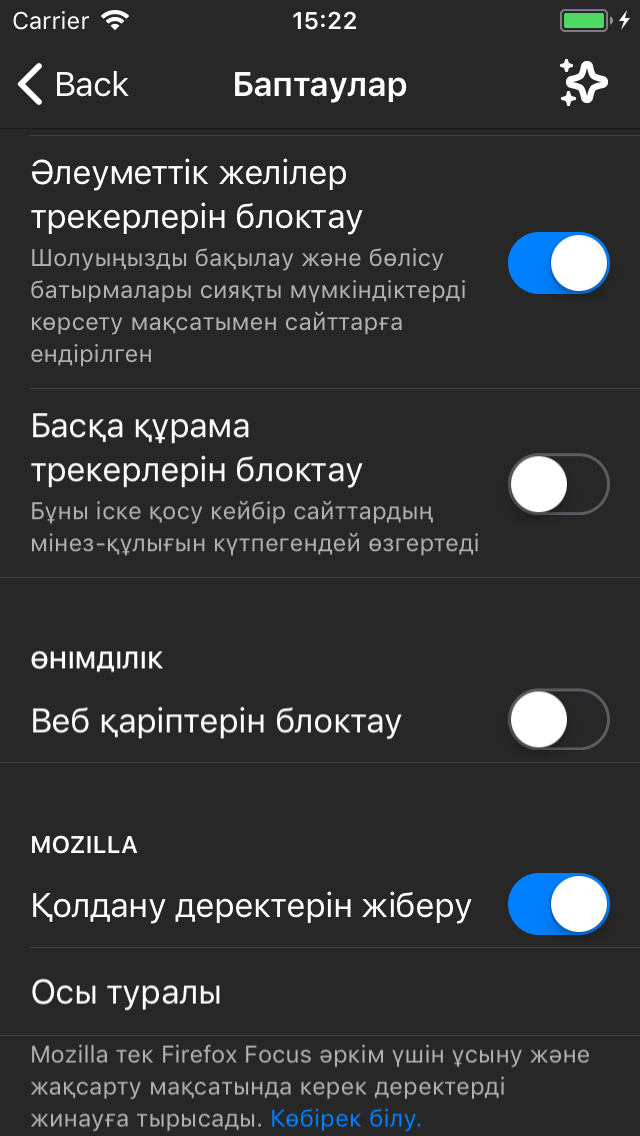 Carrier 15:22
Back Баптаулар
Әлеуметтік желілер
трекерлерін блоктау
Шолуыңызды бақылау және бөлісу
батырмалары сияқты мүмкіндіктерді
көрсету мақсатымен сайттарға
ендірілген
Басқа құрама
трекерлерін блоктау
Бұны іске қосу кейбір сайттардың
мінез-құлығын күтпегендей өзгертеді
ӨНІМДІЛІК
Веб қаріптерін блоктау
MOZILLA
Қолдану деректерін жіберу
Осы туралы
Mozilla тек Firefox Focus әркім үшін ұсыну және
жақсарту мақсатында керек деректерді
жинауға тырысады. Көбірек білу.